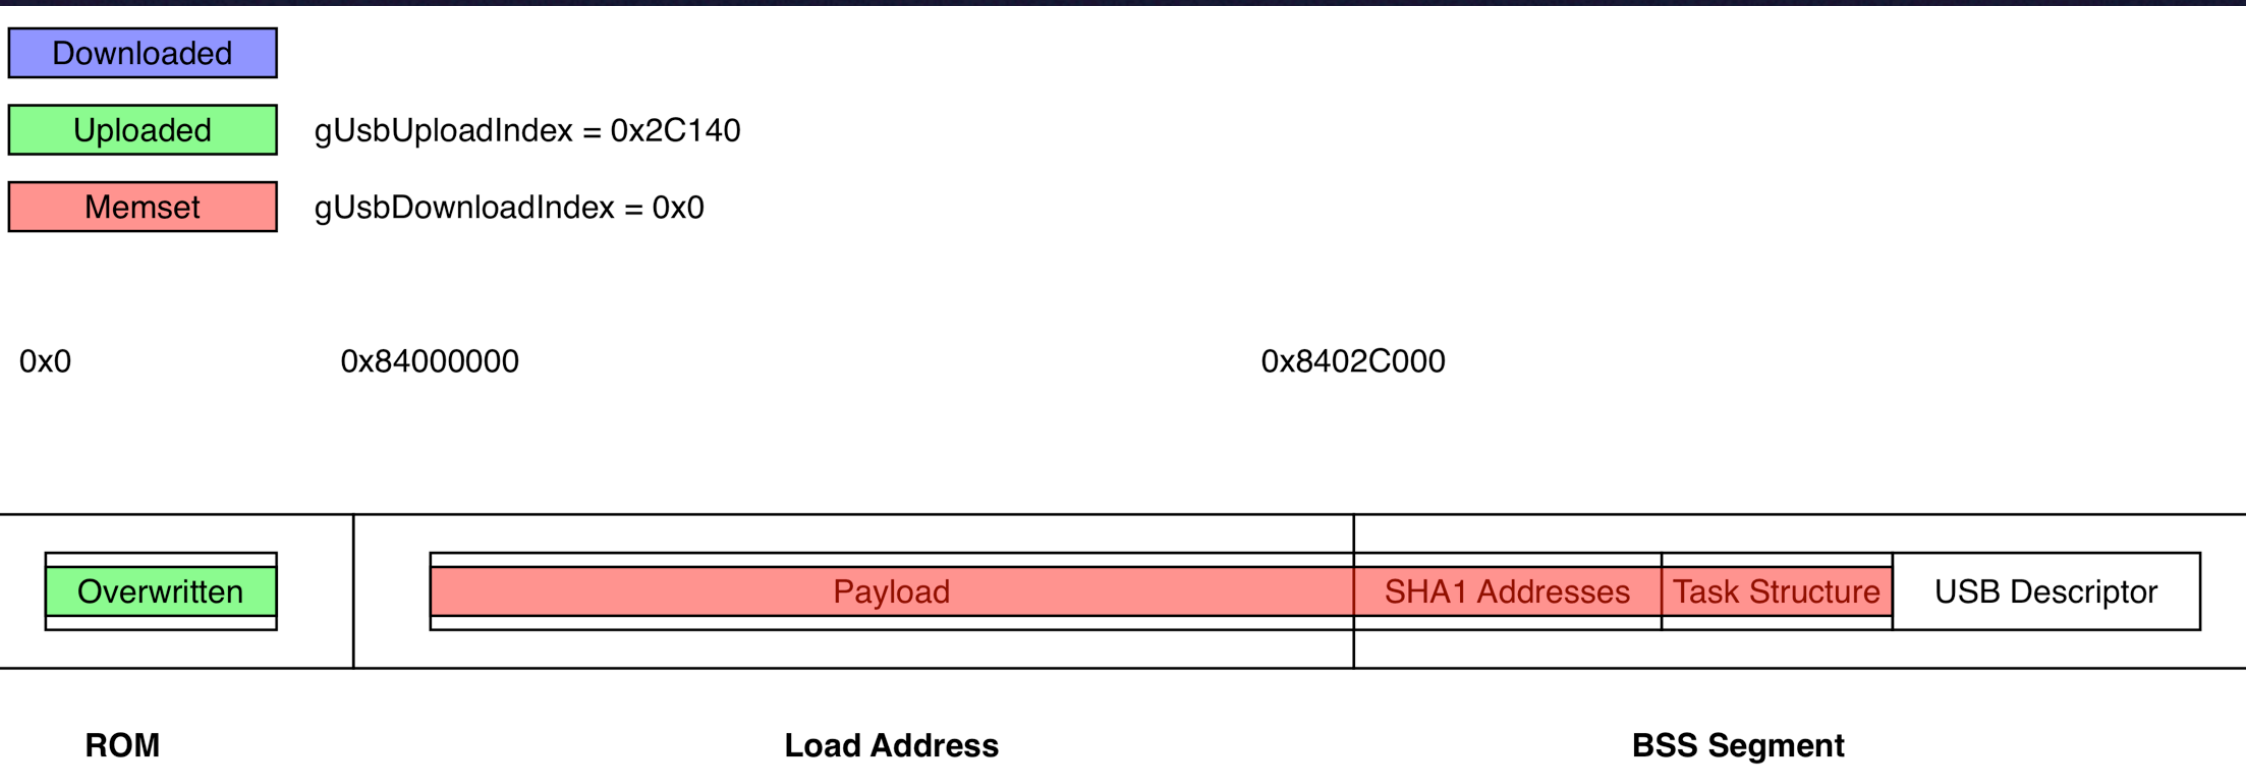 Downloaded
Uploaded gUsbUploadIndex = 0x2C140
Memset gUsbDownloadIndex = 0x0
0x0 0x84000000 0x8402C000
Overwritten Payload SHA1 Addresses Task Structure USB Descriptor
ROM Load Address BSS Segment